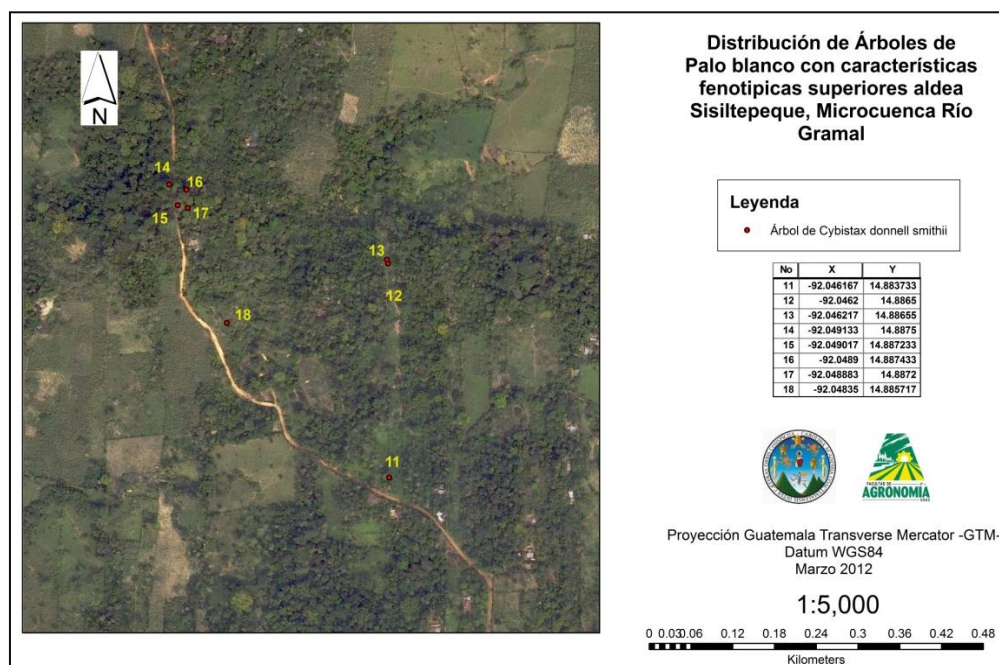 Distribución de Árboles de
Palo blanco con características
fenotipicas superiores aldea
Sisiltepeque, Microcuenca Río
Gramal
N
14
16
15
17
13
12
18
11
Leyenda
Árbol de Cybistax donnell smithii
No X Y
11 -92.046167 14.883733
12 -92.0462 14.8865
13 -92.046217 14.88655
14 -92.049133 14.8875
15 -92.049017 14.887233
16 -92.0489 14.887433
17 -92.048883 14.8872
18 -92.04835 14.885717
FACULTAD DE
AGRONOMÍA
Proyección Guatemala Transverse Mercator -GTM-
Datum WGS84
Marzo 2012
1:5,000
0 0.03 0.06 0.12 0.18 0.24 0.3 0.36 0.42 0.48
Kilometers